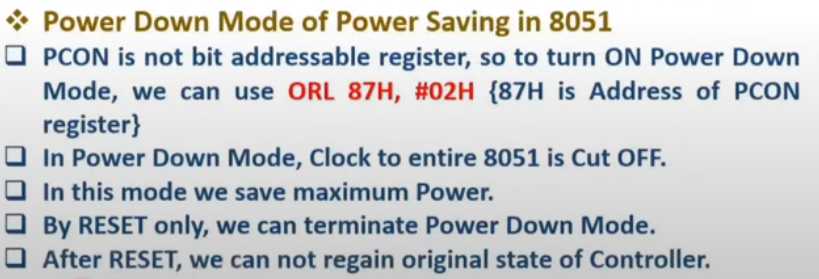 ❖ Power Down Mode of Power Saving in 8051
❑ PCON is not bit addressable register, so to turn ON Power Down
Mode, we can use ORL 87H, #02H {87H is Address of PCON
register}
❑ In Power Down Mode, Clock to entire 8051 is Cut OFF.
❑ In this mode we save maximum Power.
❑ By RESET only, we can terminate Power Down Mode.
❑ After RESET, we can not regain original state of Controller.